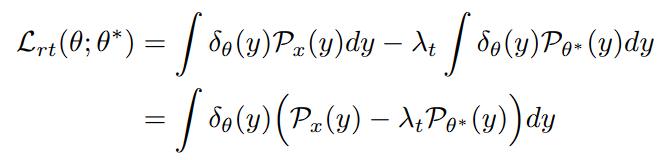 $\mathcal{L}_{rt}(\theta; \theta^*) = \int \delta_\theta(y) \mathcal{P}_x(y) dy - \lambda_t \int \delta_\theta(y) \mathcal{P}_{\theta^*}(y) dy$
$= \int \delta_\theta(y) \Big( \mathcal{P}_x(y) - \lambda_t \mathcal{P}_{\theta^*}(y) \Big) dy$